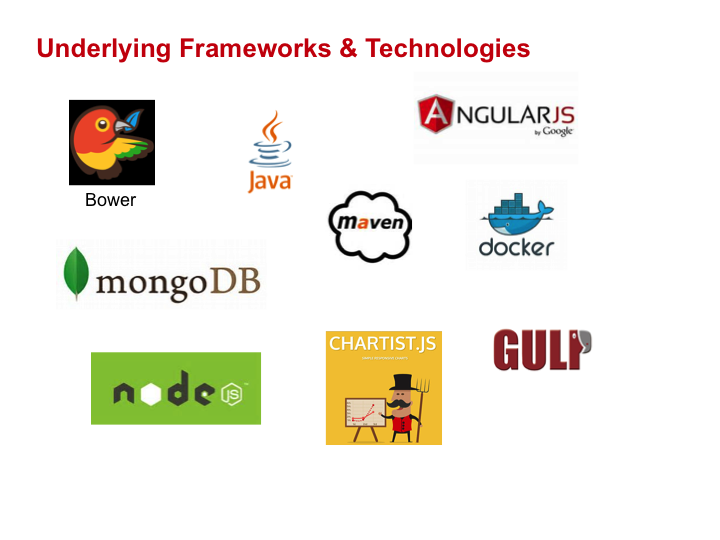 Underlying Frameworks & Technologies
ANGULARJS
by Google
Java
Bower
maven
docker
mongoDB
CHARTIST.JS
GULP
node
JS